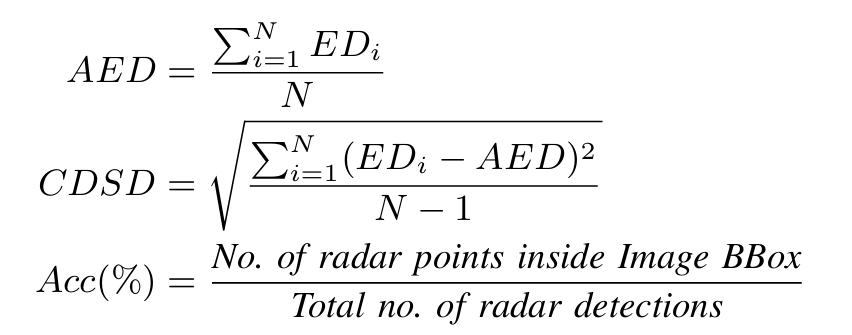 AED = \frac{\sum_{i=1}^{N} ED_i}{N}
CDSD = \sqrt{\frac{\sum_{i=1}^{N} (ED_i - AED)^2}{N - 1}}
Acc(\%) = \frac{No. of radar points inside Image BBox}{Total no. of radar detections}